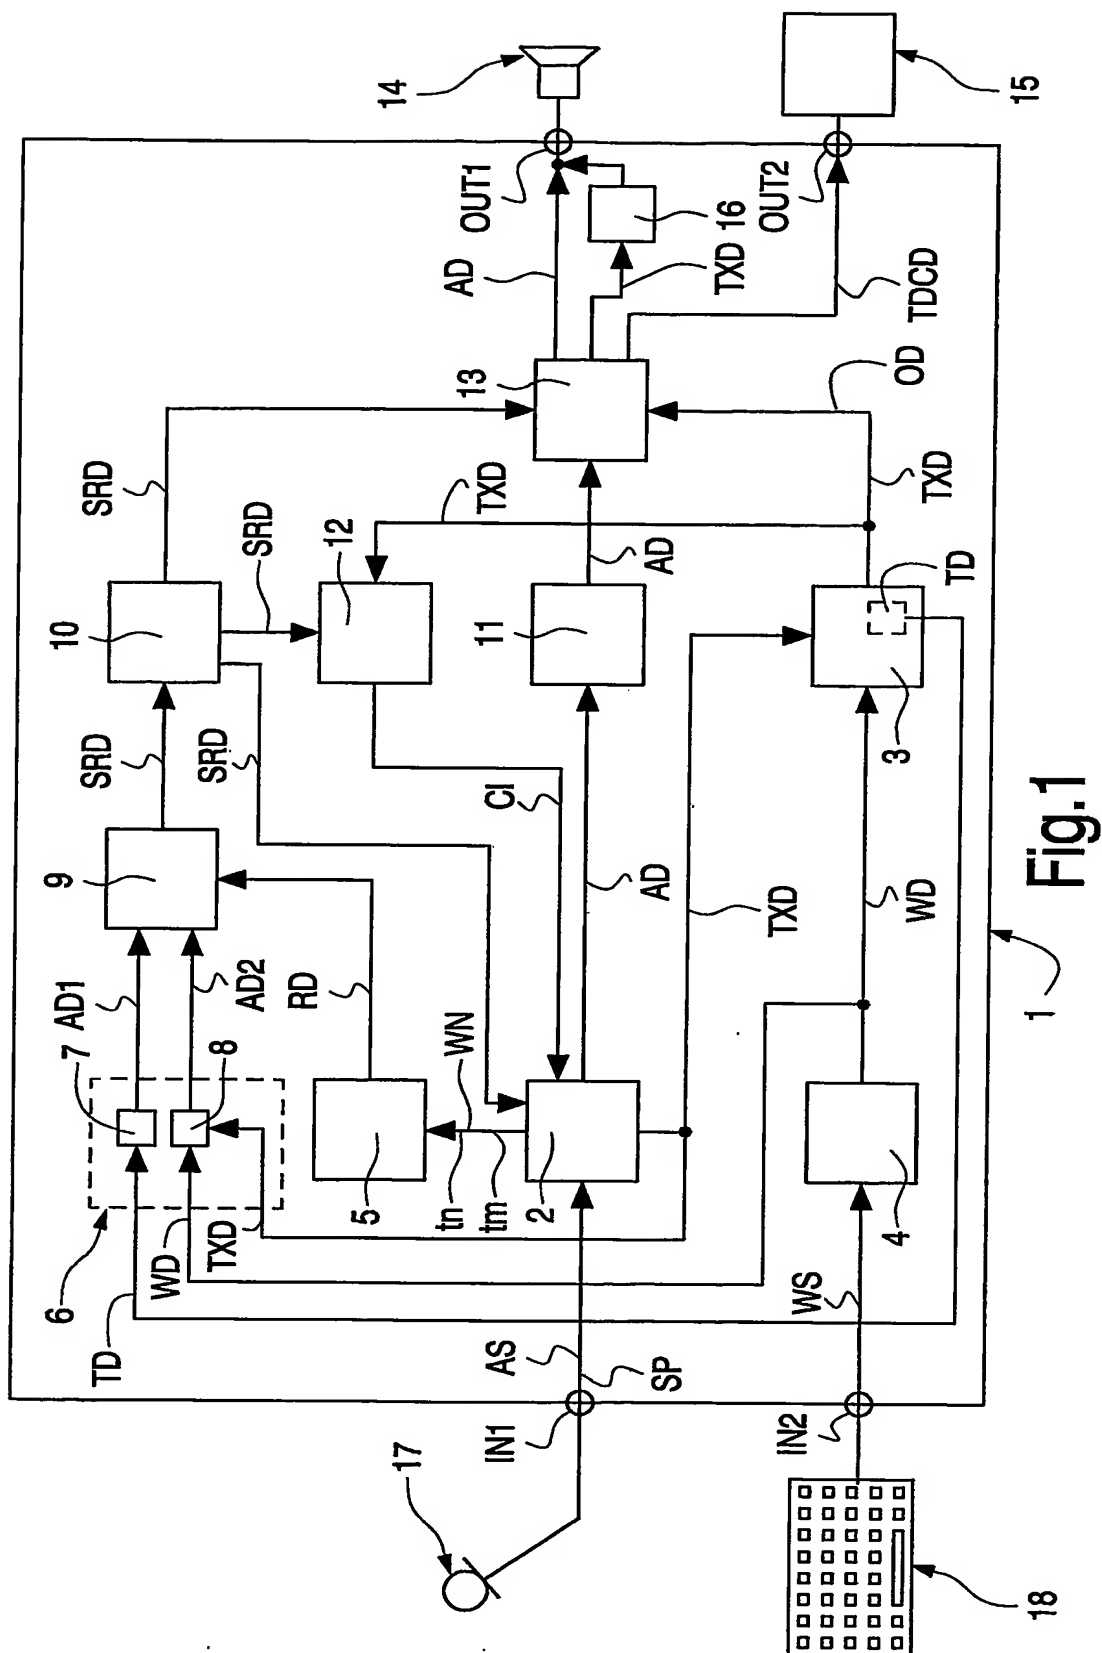 14
15
OUT1
OUT2
16
AD
TXD
TDCD
13
OD
SRD
TXD
TXD
SRD
12
AD
10
11
TD
SRD
SRD
3
CI
9
AD
TXD
WD
AD1
AD2
RD
WN
7
8
1
5
tn
tm
2
4
6
WD
TXD
WS
TD
AS
SP
IN1
IN2
17
18
Fig.1